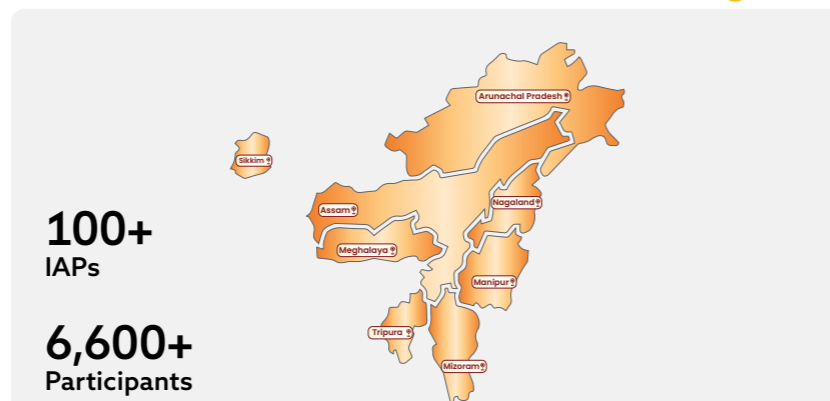 Arunachal Pradesh
Sikkim
Assam
Nagaland
100+
IAPs
Meghalaya
Manipur
6,600+
Participants
Tripura
Mizoram